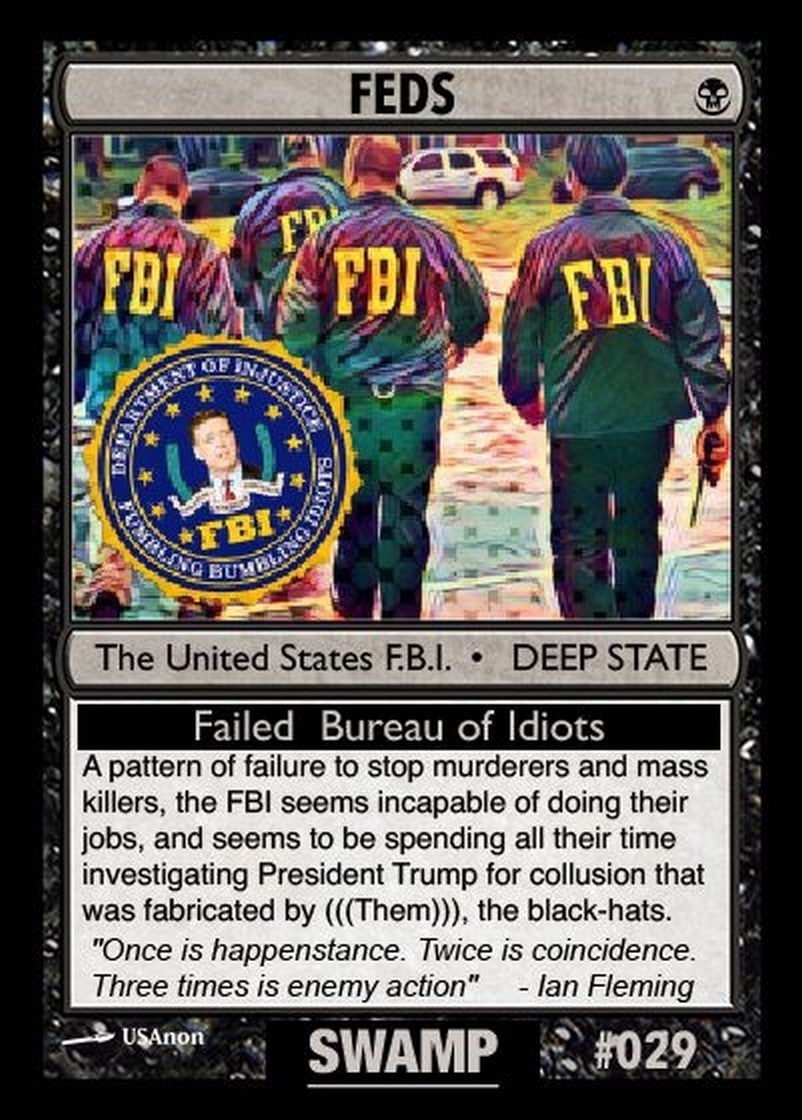 FEDS
FBI
FBI
FBI
FBI
DEPARTMENT OF INJUSTICE
FBI
FUMBLING BUMBLING IDIOTS
The United States F.B.I. • DEEP STATE
Failed Bureau of Idiots
A pattern of failure to stop murderers and mass
killers, the FBI seems incapable of doing their
jobs, and seems to be spending all their time
investigating President Trump for collusion that
was fabricated by (((Them))), the black-hats.
"Once is happenstance. Twice is coincidence.
Three times is enemy action" - Ian Fleming
USAnon
SWAMP
#029